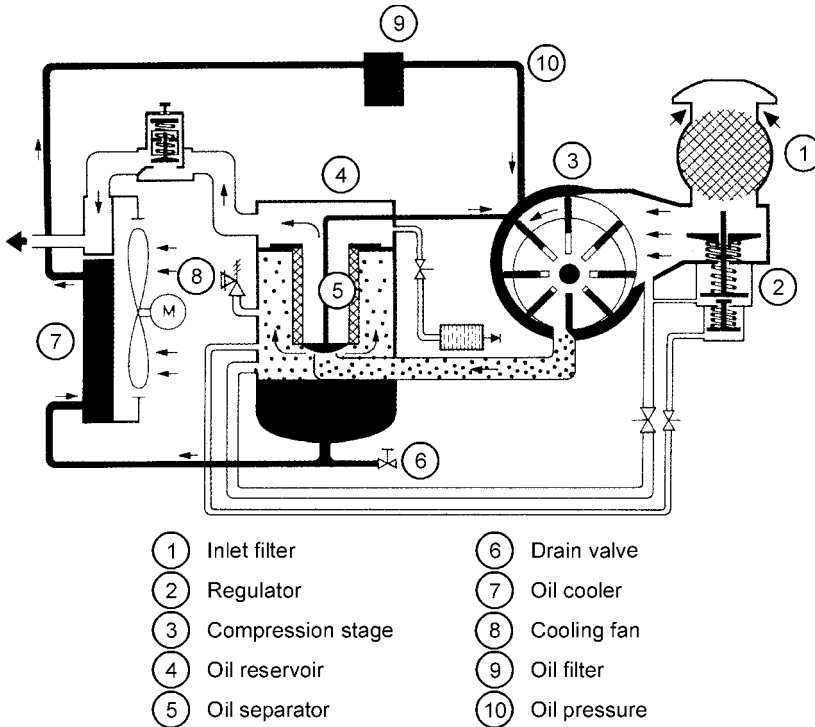 9
10
1
3
4
8
5
M
2
7
6
1 Inlet filter
2 Regulator
3 Compression stage
4 Oil reservoir
5 Oil separator
6 Drain valve
7 Oil cooler
8 Cooling fan
9 Oil filter
10 Oil pressure